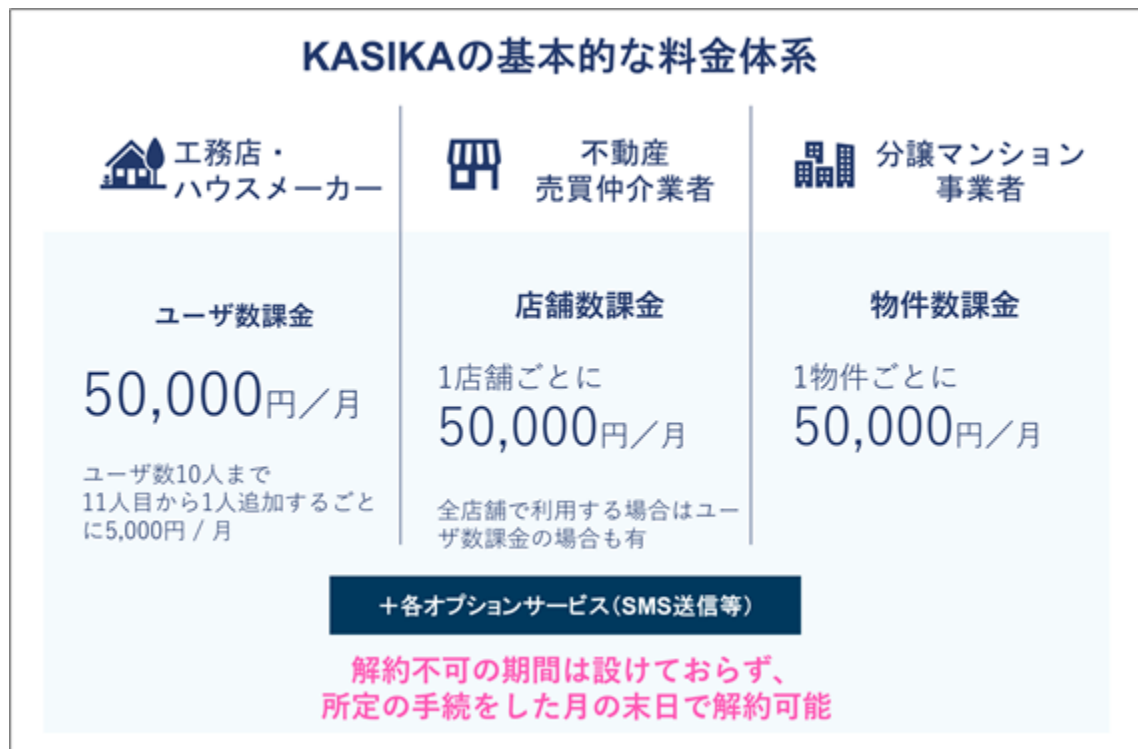 KASIKAの基本的な料金体系
工務店・
ハウスメーカー
ユーザ数課金
50,000円／月
ユーザ数10人まで
11人目から1人追加するごと
に5,000円 / 月
不動産
売買仲介業者
店舗数課金
1店舗ごとに
50,000円／月
全店舗で利用する場合はユー
ザ数課金の場合も有
分譲マンション
事業者
物件数課金
1物件ごとに
50,000円／月
＋各オプションサービス（SMS送信等）
解約不可の期間は設けておらず、
所定の手続をした月の末日で解約可能